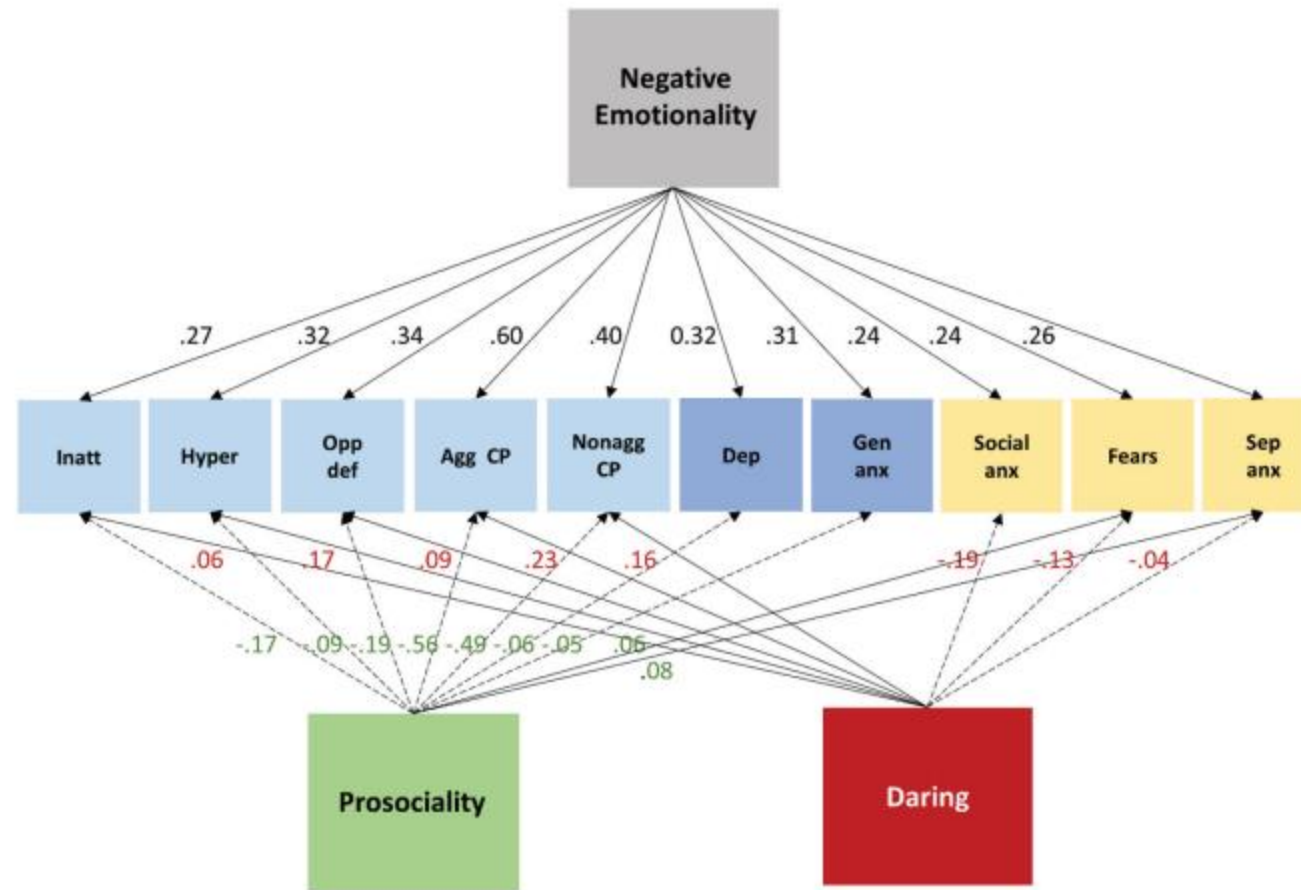 Negative
Emotionality
.27 .32 .34 .60 .40 0.32 .31 .24 .24 .26
Inatt
Hyper
Opp
def
Agg CP
Nonagg
CP
Dep
Gen
anx
Social
anx
Fears
Sep
anx
.06 .17 .09 .23 .16 -.19 -.13 -.04
-.17 -.09 -.19 -.56 -.49 -.06 -.05 .06
.08
Prosociality
Daring